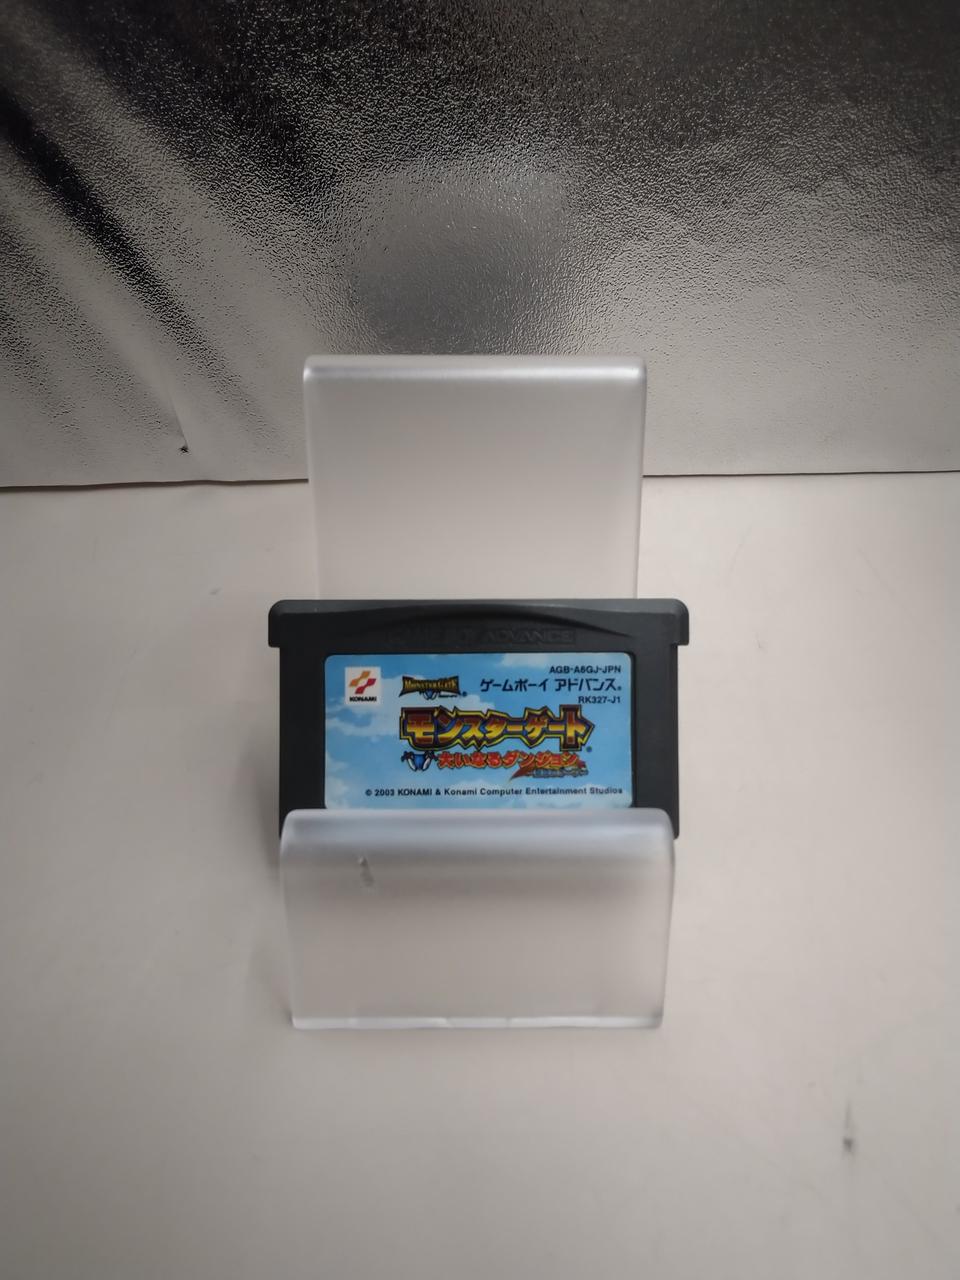 GAME BOY ADVANCE
KONAMI
MONSTER GATE
AGB-A6GJ-JPN
ゲームボーイ アドバンス®
RK327-J1
モンスターゲート®
大いなるダンジョン
© 2003 KONAMI & Konami Computer Entertainment Studios